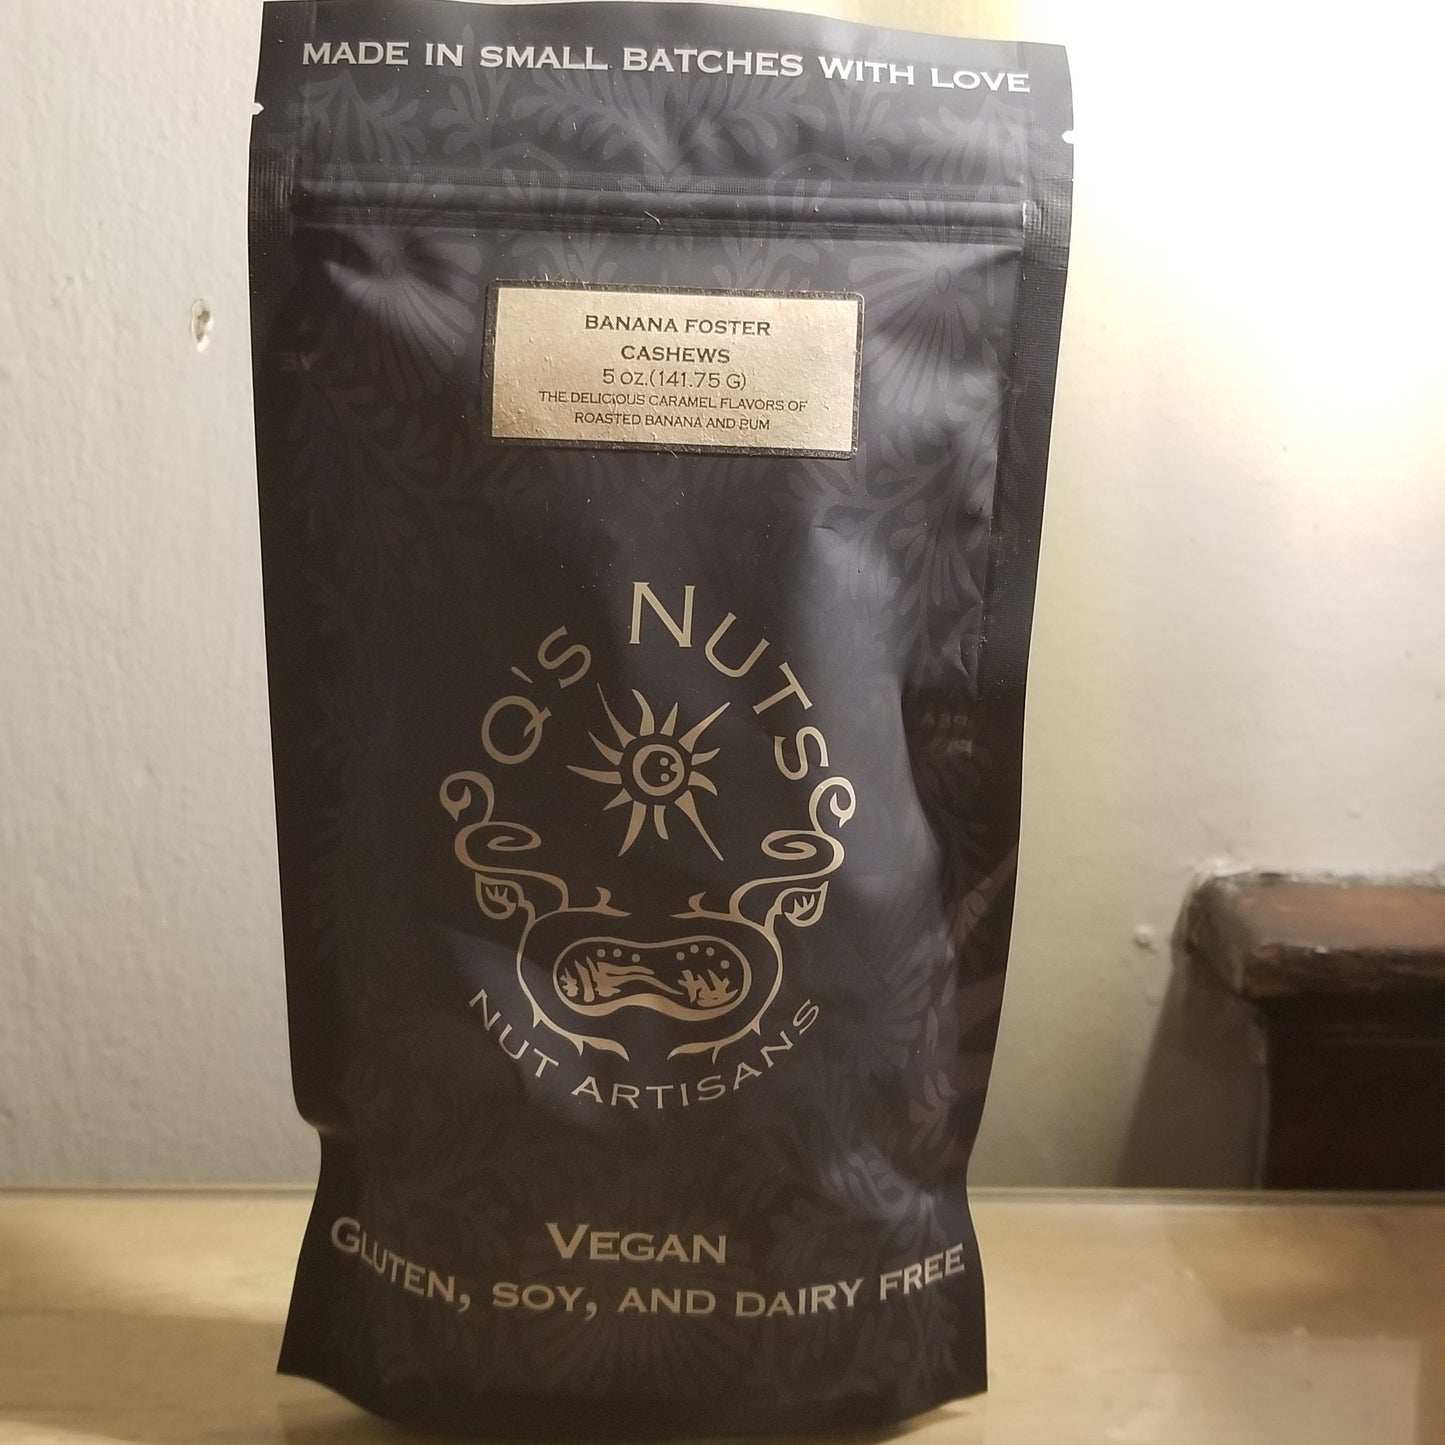 MADE IN SMALL BATCHES WITH LOVE
BANANA FOSTER
CASHEWS
5 OZ.(141.75 G)
THE DELICIOUS CARAMEL FLAVORS OF
ROASTED BANANA AND RUM
Q'S NUTS
NUT ARTISANS
VEGAN
GLUTEN, SOY, AND DAIRY FREE